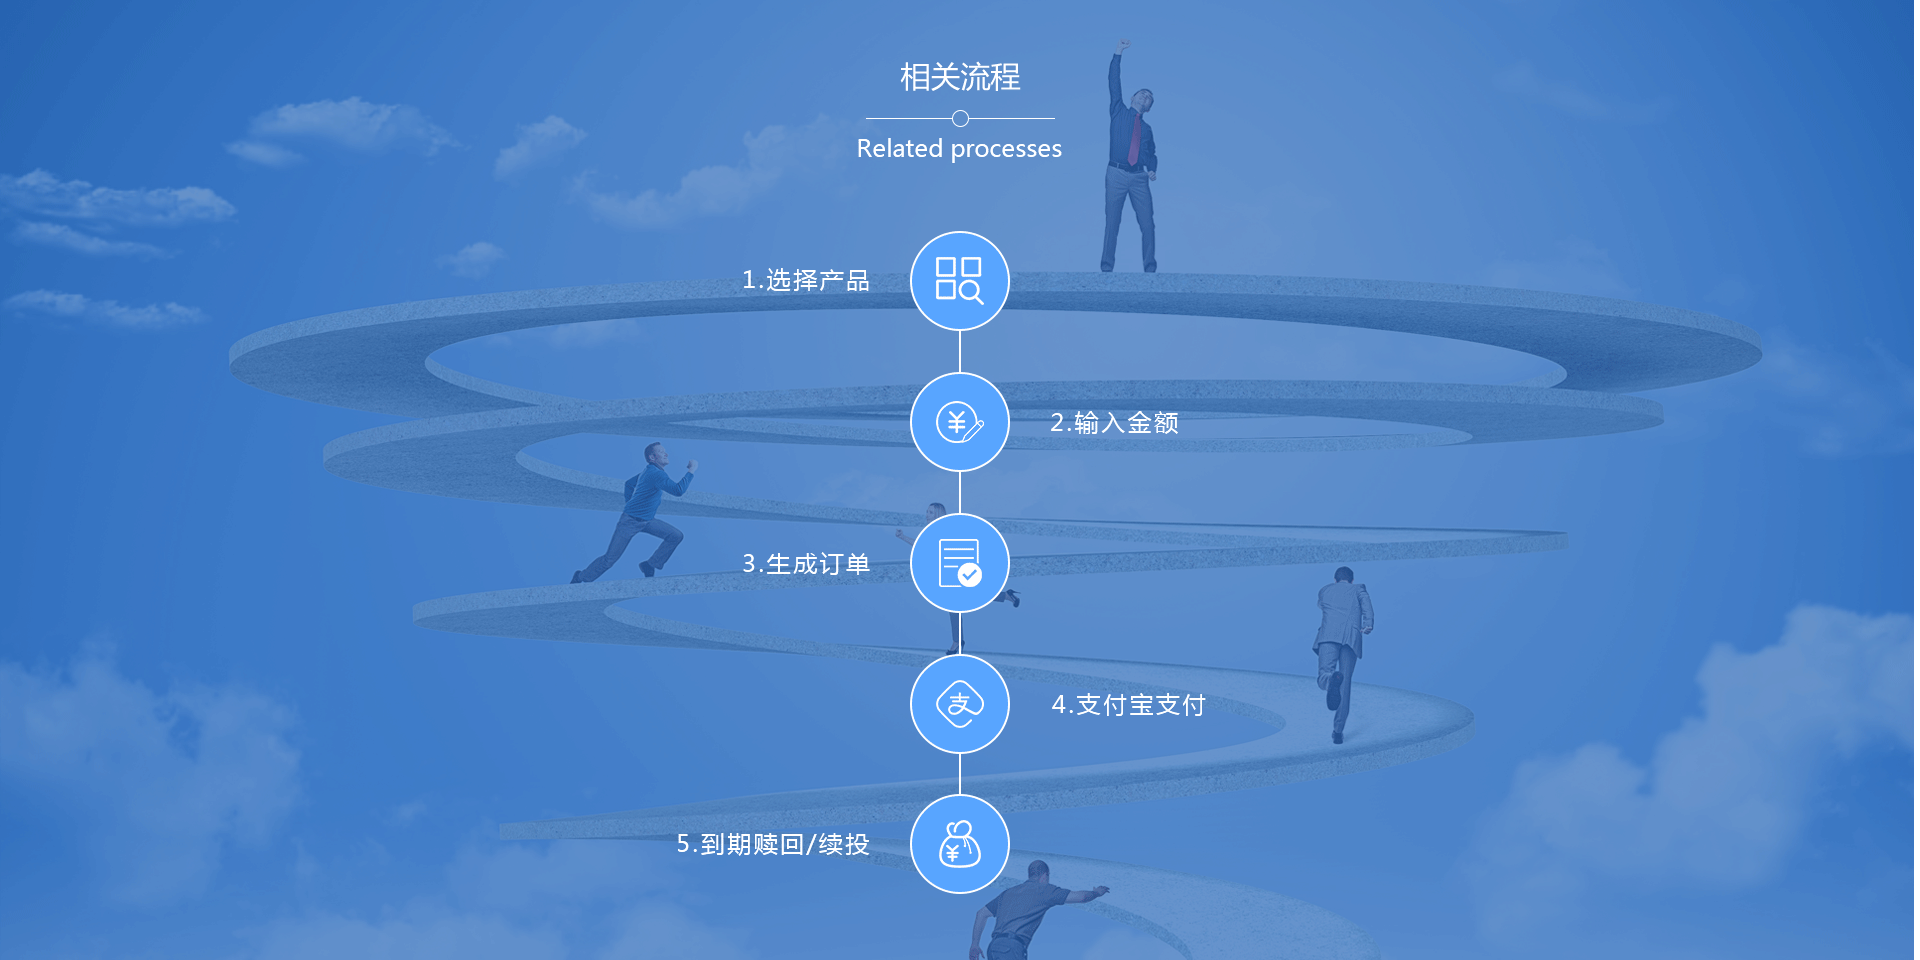 相关流程
Related processes
1.选择产品
2.输入金额
3.生成订单
支
4.支付宝支付
5.到期赎回/续投